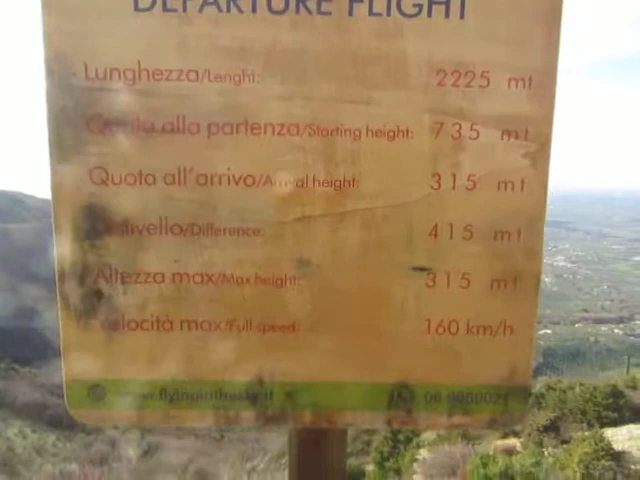 DEPARTURE FLIGHT
Lunghezza/Lenght: 2225 mt
Quota alla partenza/Starting height: 735 mt
Quota all'arrivo/Arrival height: 315 mt
Dislivello/Difference: 415 mt
Altezza max/Max height: 315 mt
Velocità max/Full speed: 160 km/h
www.flyinginthesky.it